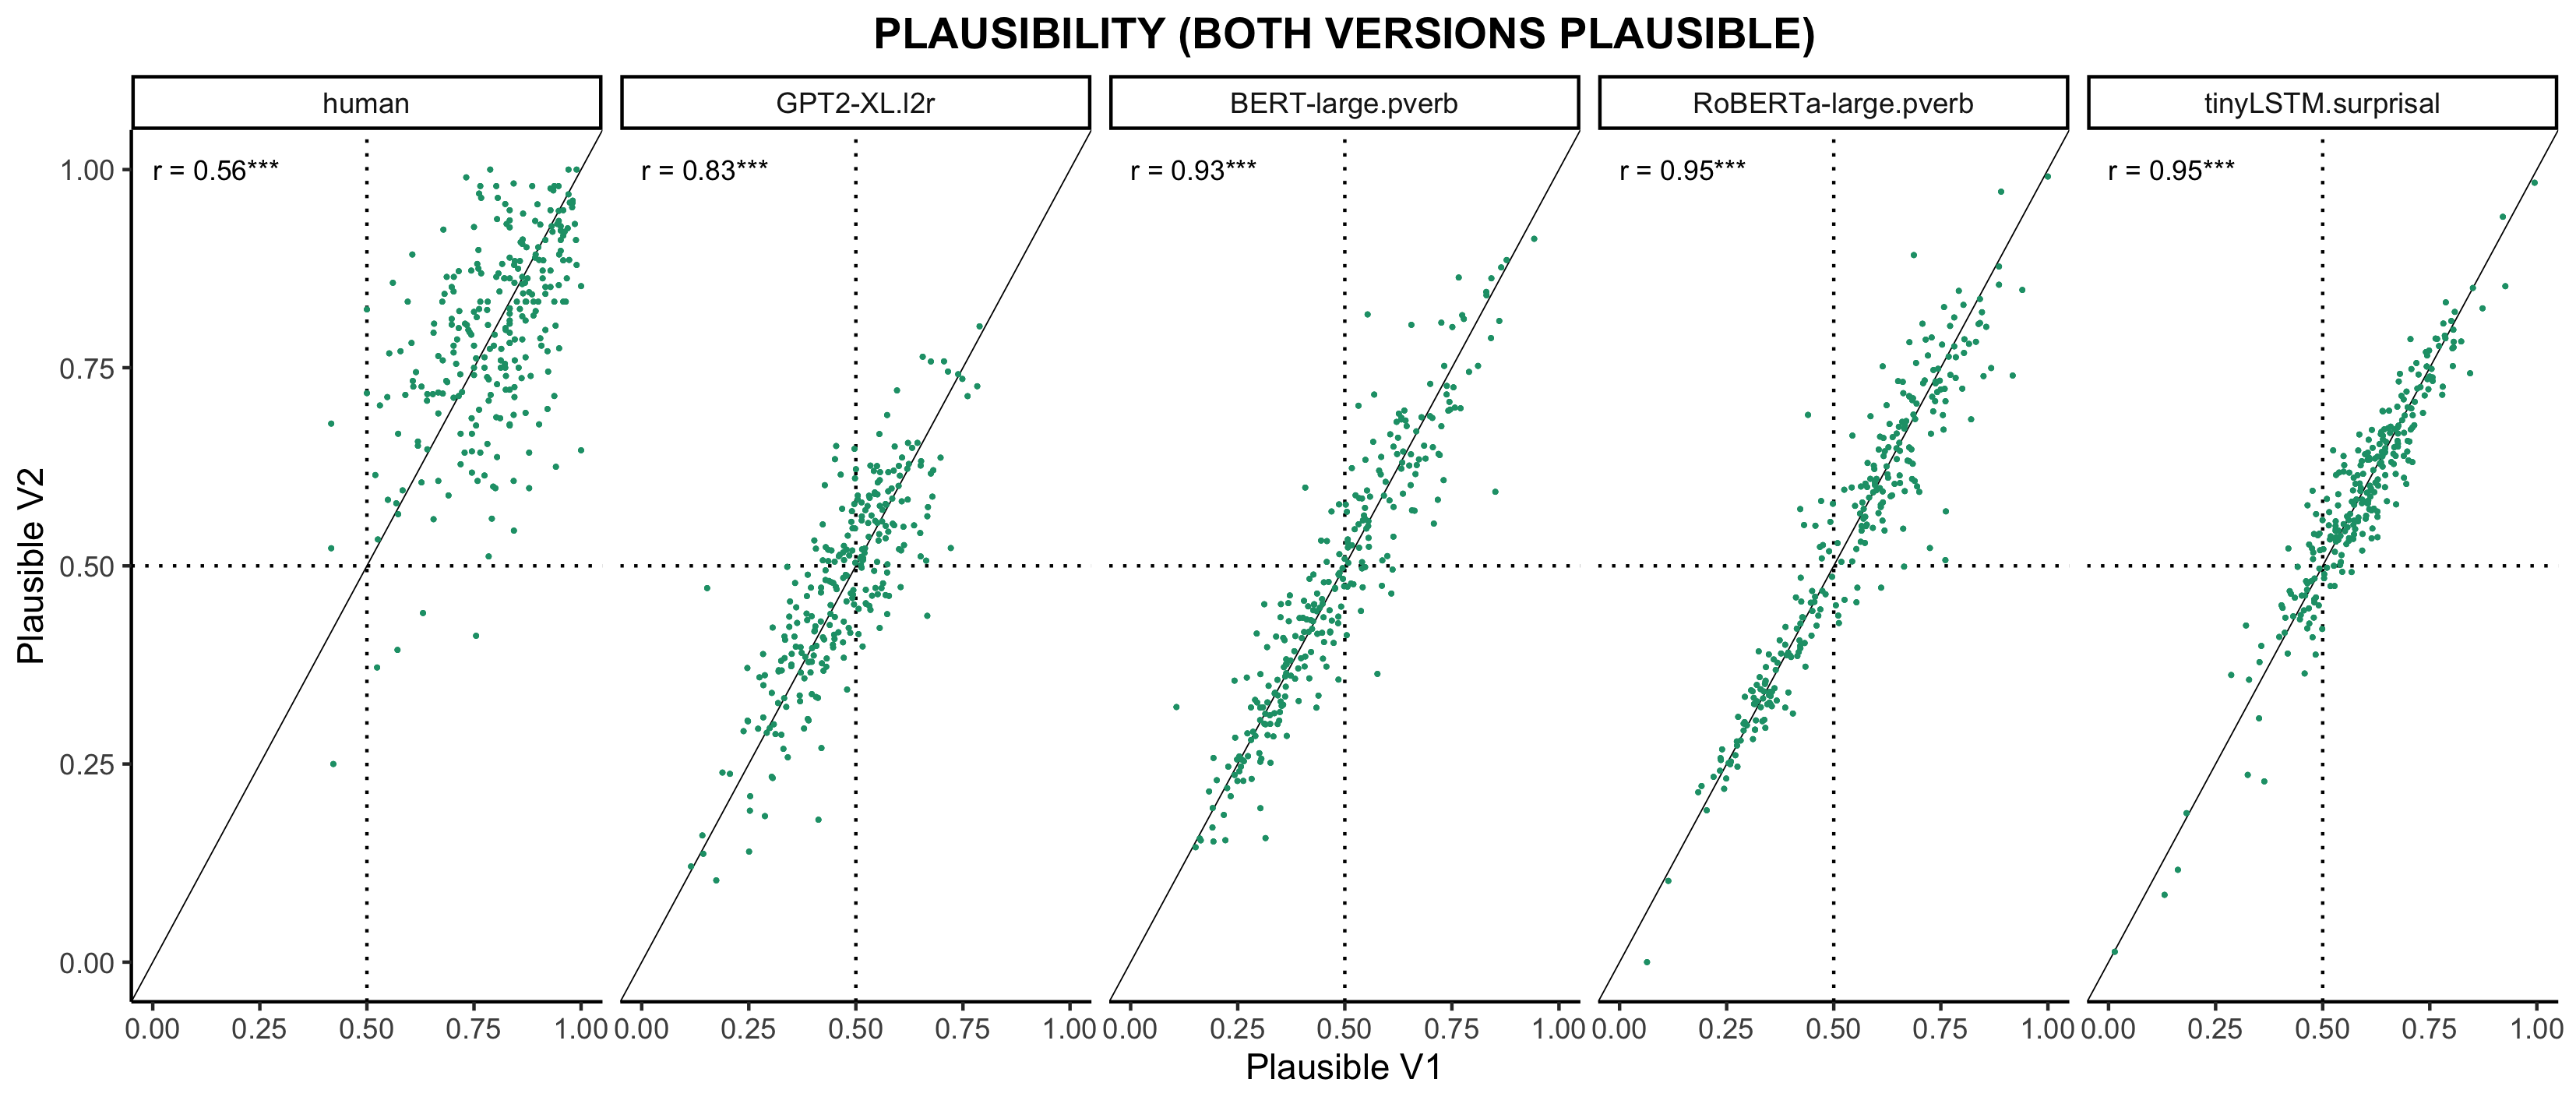 PLAUSIBILITY (BOTH VERSIONS PLAUSIBLE)
human GPT2-XL.l2r BERT-large.pverb RoBERTa-large.pverb tinyLSTM.surprisal
r = 0.56*** r = 0.83*** r = 0.93*** r = 0.95*** r = 0.95***
1.00
0.75
0.50
0.25
0.00
Plausible V2
0.00 0.25 0.50 0.75 1.00 0.00 0.25 0.50 0.75 1.00 0.00 0.25 0.50 0.75 1.00 0.00 0.25 0.50 0.75 1.00 0.00 0.25 0.50 0.75 1.00
Plausible V1